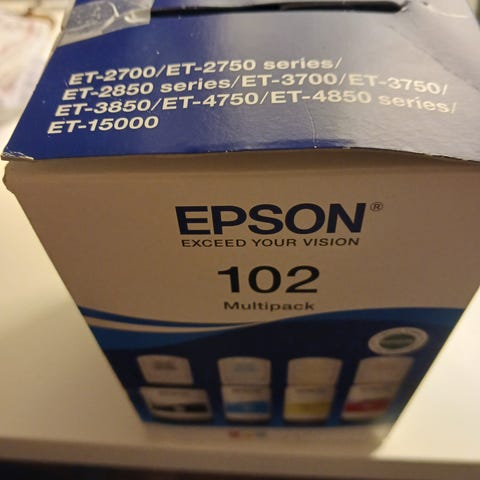 ET-2700/ET-2750 series/
ET-2850 series/ET-3700/ET-3750/
ET-3850/ET-4750/ET-4850 series/
ET-15000
EPSON®
EXCEED YOUR VISION
102
Multipack